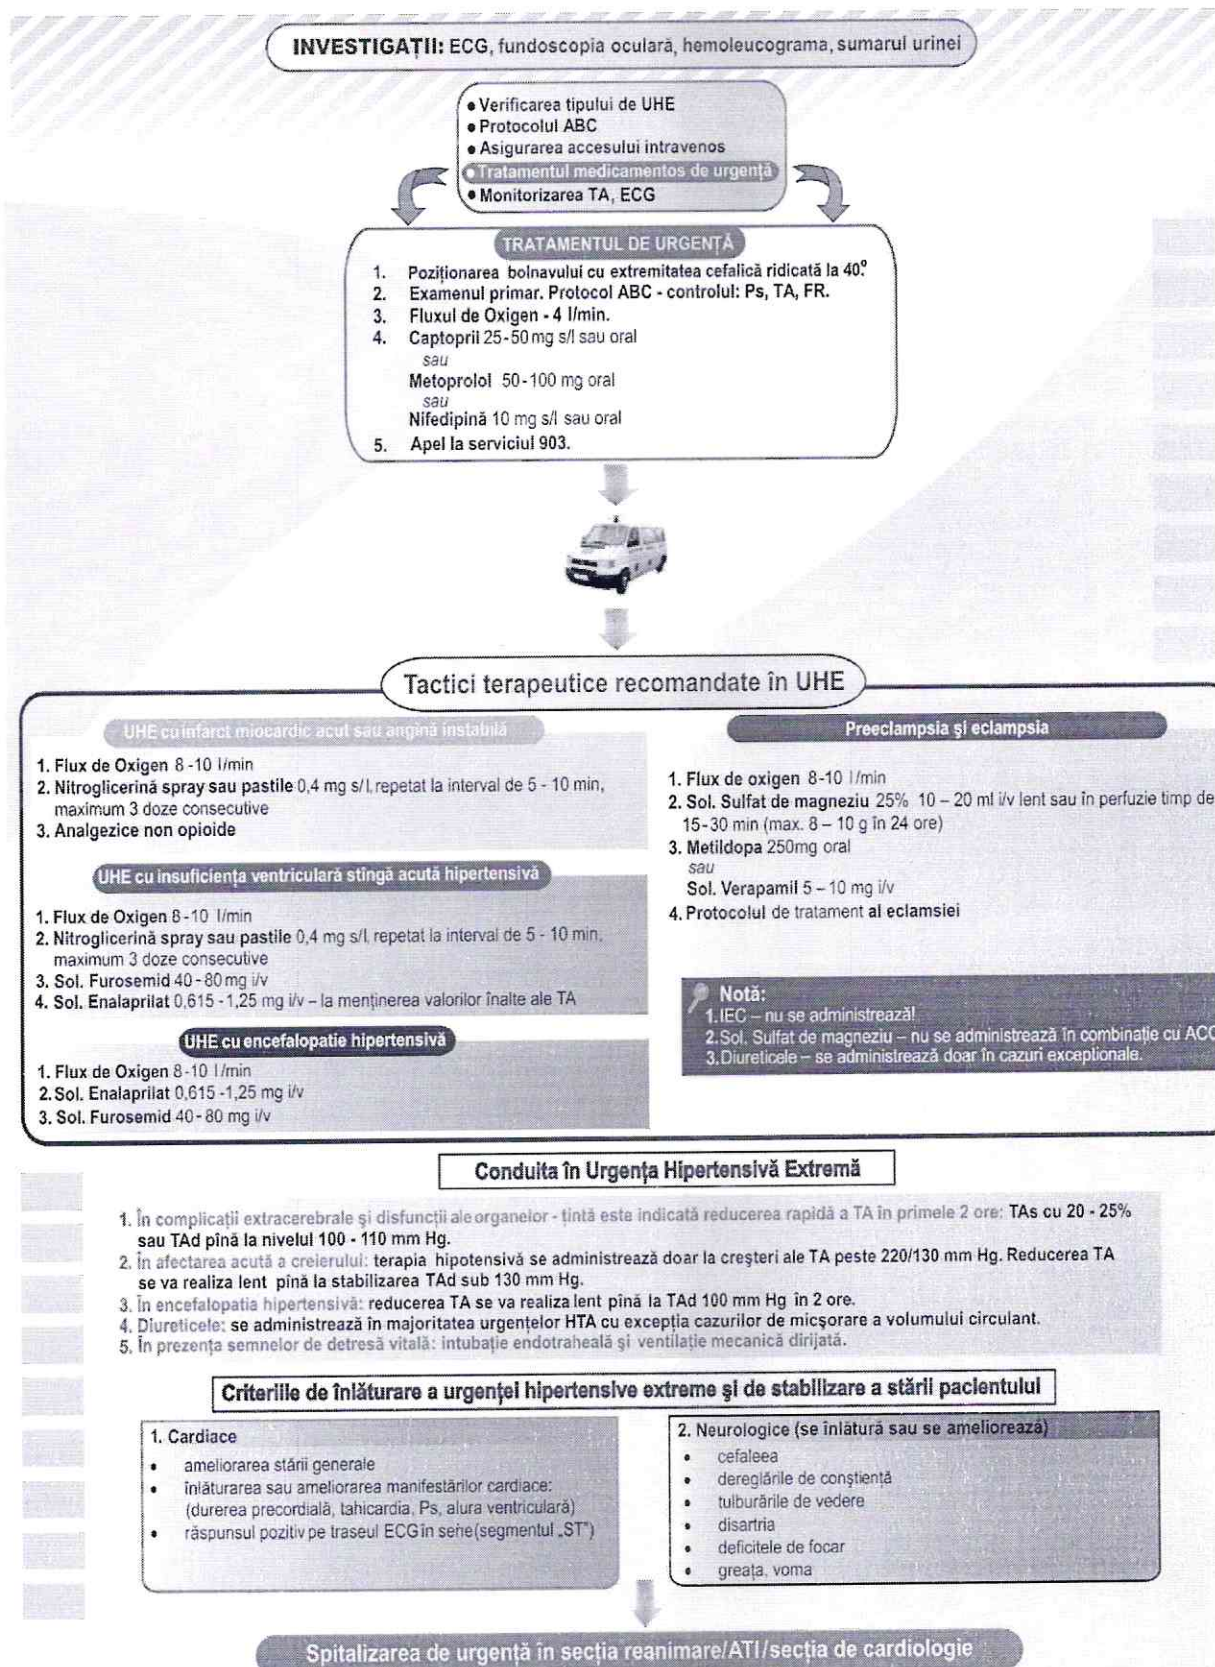 INVESTIGAȚII: ECG, fundoscopia oculară, hemoleucograma, sumarul urinei
• Verificarea tipului de UHE
• Protocolul ABC
• Asigurarea accesului intravenos
• Tratamentul medicamentos de urgență
• Monitorizarea TA, ECG
TRATAMENTUL DE URGENȚĂ
1. Poziționarea bolnavului cu extremitatea cefalică ridicată la 40.°
2. Examenul primar. Protocol ABC - controlul: Ps, TA, FR.
3. Fluxul de Oxigen - 4 l/min.
4. Captopril 25-50 mg s/l sau oral
sau
Metoprolol 50-100 mg oral
sau
Nifedipină 10 mg s/l sau oral
5. Apel la serviciul 903.
Tactici terapeutice recomandate în UHE
UHE cu infarct miocardic acut sau angină instabilă
1. Flux de Oxigen 8-10 l/min
2. Nitroglicerină spray sau pastile 0,4 mg s/l, repetat la interval de 5 - 10 min,
maximum 3 doze consecutive
3. Analgezice non opioide
UHE cu insuficiența ventriculară stîngă acută hipertensivă
1. Flux de Oxigen 8-10 l/min
2. Nitroglicerină spray sau pastile 0,4 mg s/l, repetat la interval de 5 - 10 min,
maximum 3 doze consecutive
3. Sol. Furosemid 40-80 mg i/v
4. Sol. Enalaprilat 0,615 -1,25 mg i/v – la menținerea valorilor înalte ale TA
UHE cu encefalopatie hipertensivă
1. Flux de Oxigen 8-10 l/min
2. Sol. Enalaprilat 0,615 -1,25 mg i/v
3. Sol. Furosemid 40-80 mg i/v
Preeclampsia și eclampsia
1. Flux de oxigen 8-10 l/min
2. Sol. Sulfat de magneziu 25% 10 – 20 ml i/v lent sau în perfuzie timp de
15-30 min (max. 8 – 10 g în 24 ore)
3. Metildopa 250mg oral
sau
Sol. Verapamil 5 – 10 mg i/v
4. Protocolul de tratament al eclamsiei
Notă:
1. IEC – nu se administrează!
2. Sol. Sulfat de magneziu – nu se administrează în combinație cu ACC
3. Diureticele – se administrează doar în cazuri excepționale.
Conduita în Urgența Hipertensivă Extremă
1. În complicații extracerebrale și disfuncții ale organelor - țintă este indicată reducerea rapidă a TA în primele 2 ore: TAs cu 20 - 25%
sau TAd pînă la nivelul 100 - 110 mm Hg.
2. În afectarea acută a creierului: terapia hipotensivă se administrează doar la creșteri ale TA peste 220/130 mm Hg. Reducerea TA
se va realiza lent pînă la stabilizarea TAd sub 130 mm Hg.
3. În encefalopatia hipertensivă: reducerea TA se va realiza lent pînă la TAd 100 mm Hg în 2 ore.
4. Diureticele: se administrează în majoritatea urgențelor HTA cu excepția cazurilor de micșorare a volumului circulant.
5. În prezența semnelor de detresă vitală: intubație endotraheală și ventilație mecanică dirijată.
Criteriile de înlăturare a urgenței hipertensive extreme și de stabilizare a stării pacientului
1. Cardiace
• ameliorarea stării generale
• înlăturarea sau ameliorarea manifestărilor cardiace:
(durerea precordială, tahicardia, Ps, alura ventriculară)
• răspunsul pozitiv pe traseul ECG în serie (segmentul „ST")
2. Neurologice (se înlătură sau se ameliorează)
• cefaleea
• dereglările de conștiență
• tulburările de vedere
• disartria
• deficitele de focar
• greața, voma
Spitalizarea de urgență în secția reanimare/ATI/secția de cardiologie